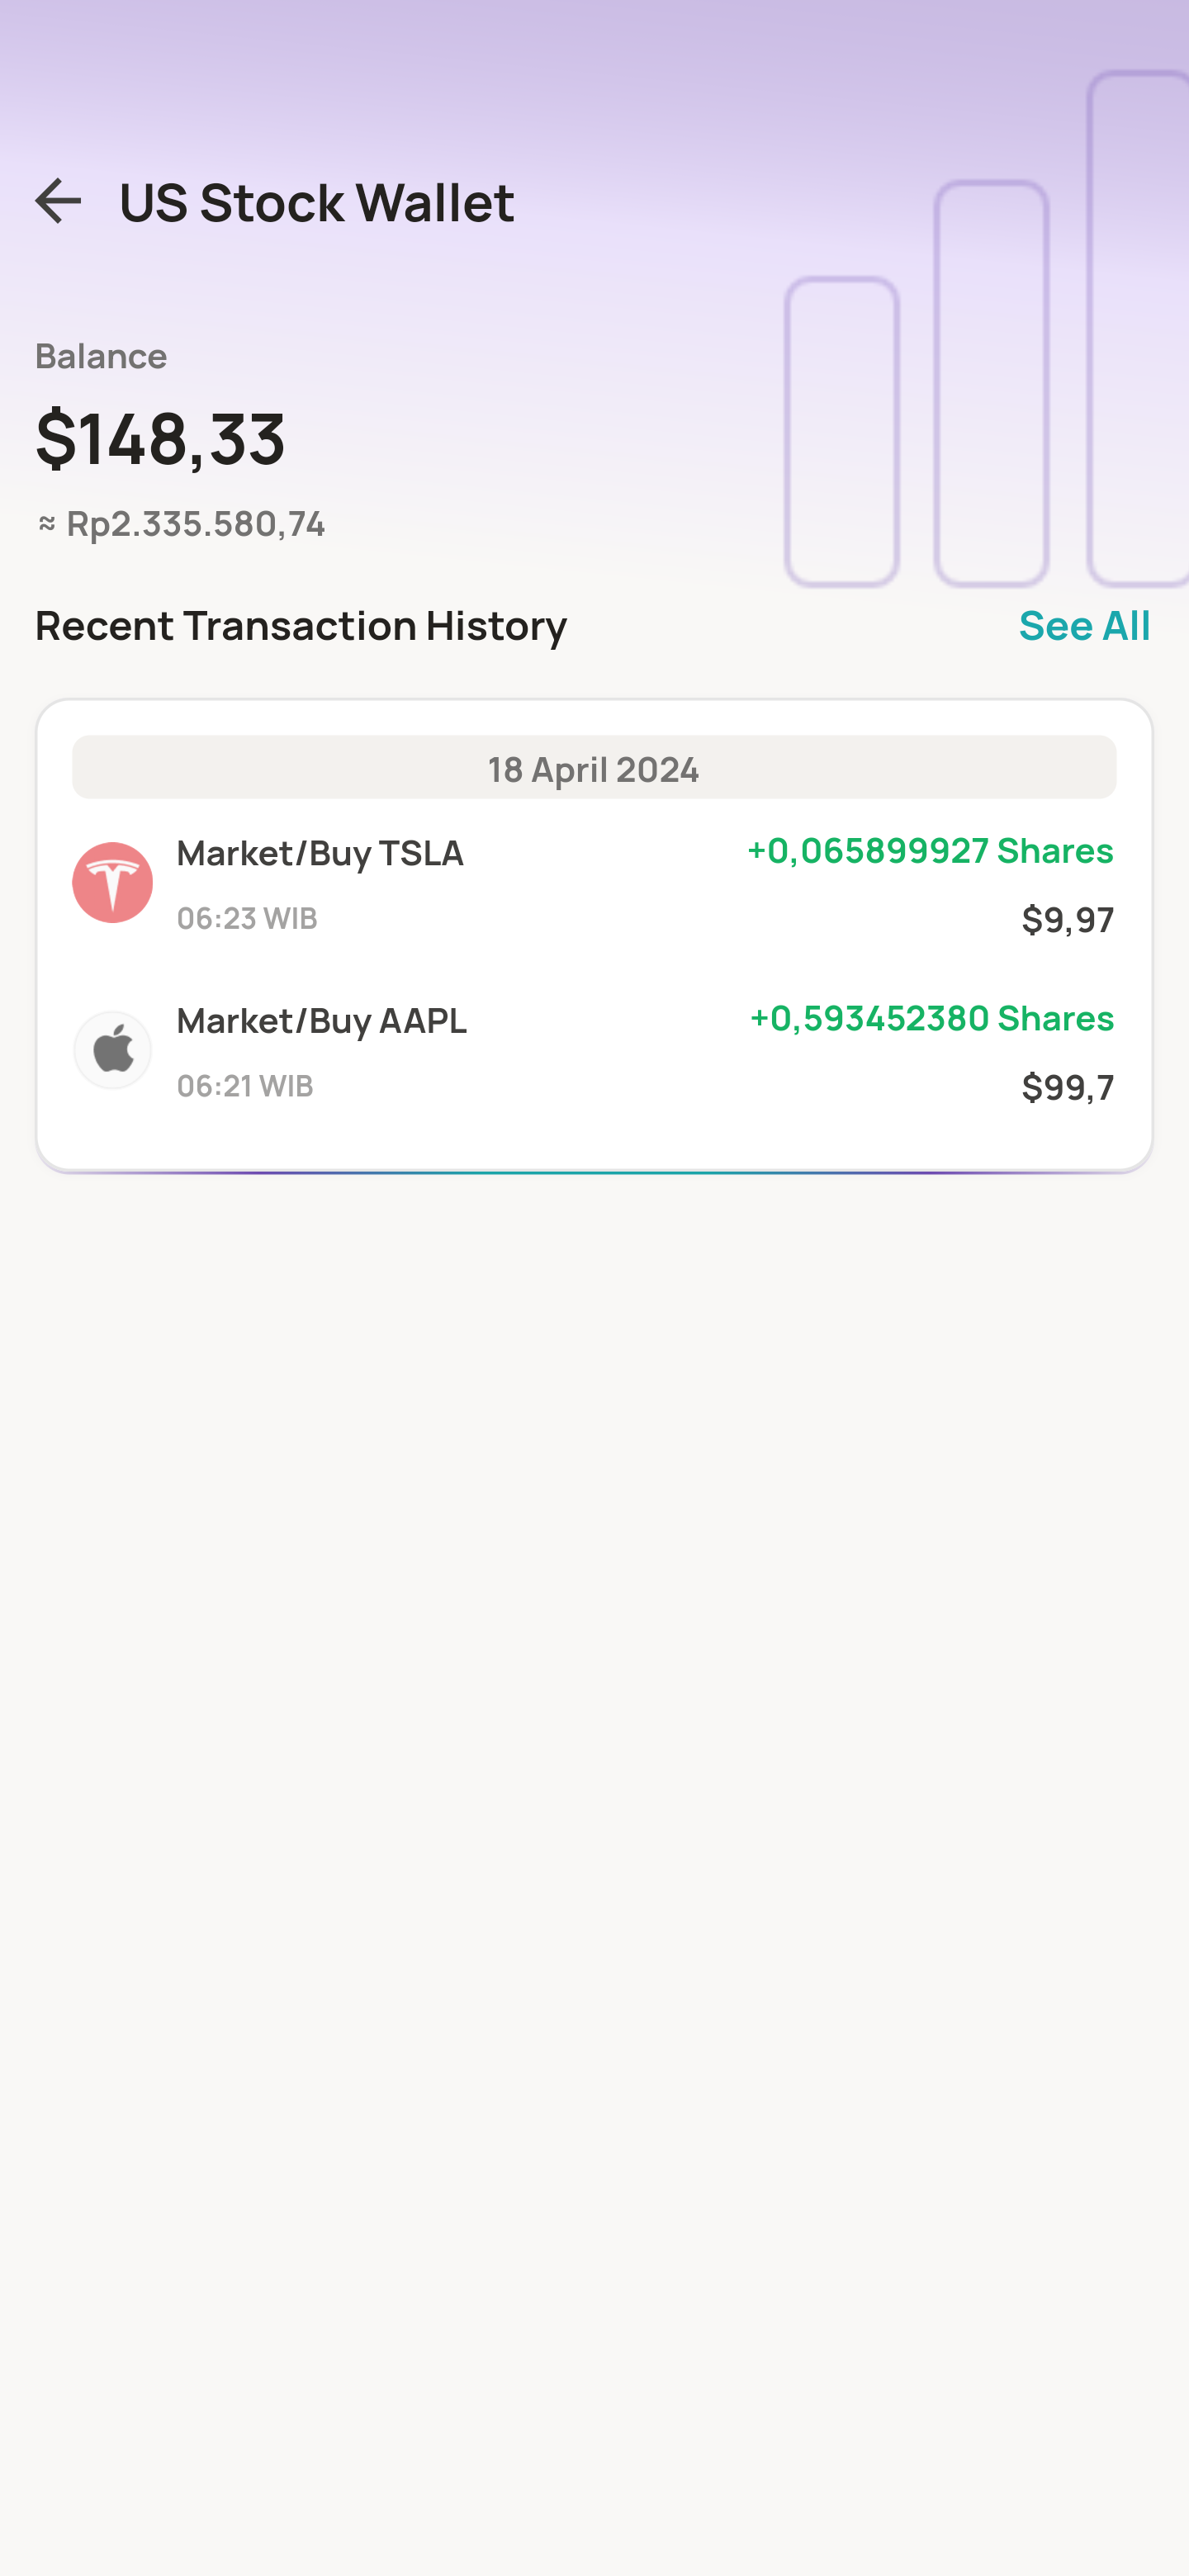 US Stock Wallet
Balance
$148,33
≈ Rp2.335.580,74
Recent Transaction History See All
18 April 2024
Market/Buy TSLA +0,065899927 Shares
06:23 WIB $9,97
Market/Buy AAPL +0,593452380 Shares
06:21 WIB $99,7